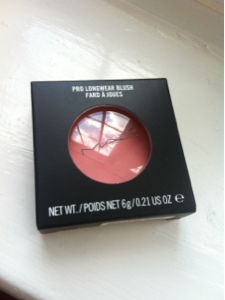 PRO LONGWEAR BLUSH
FARD À JOUES
NET WT./POIDS NET 6g/0.21 US OZ ℮